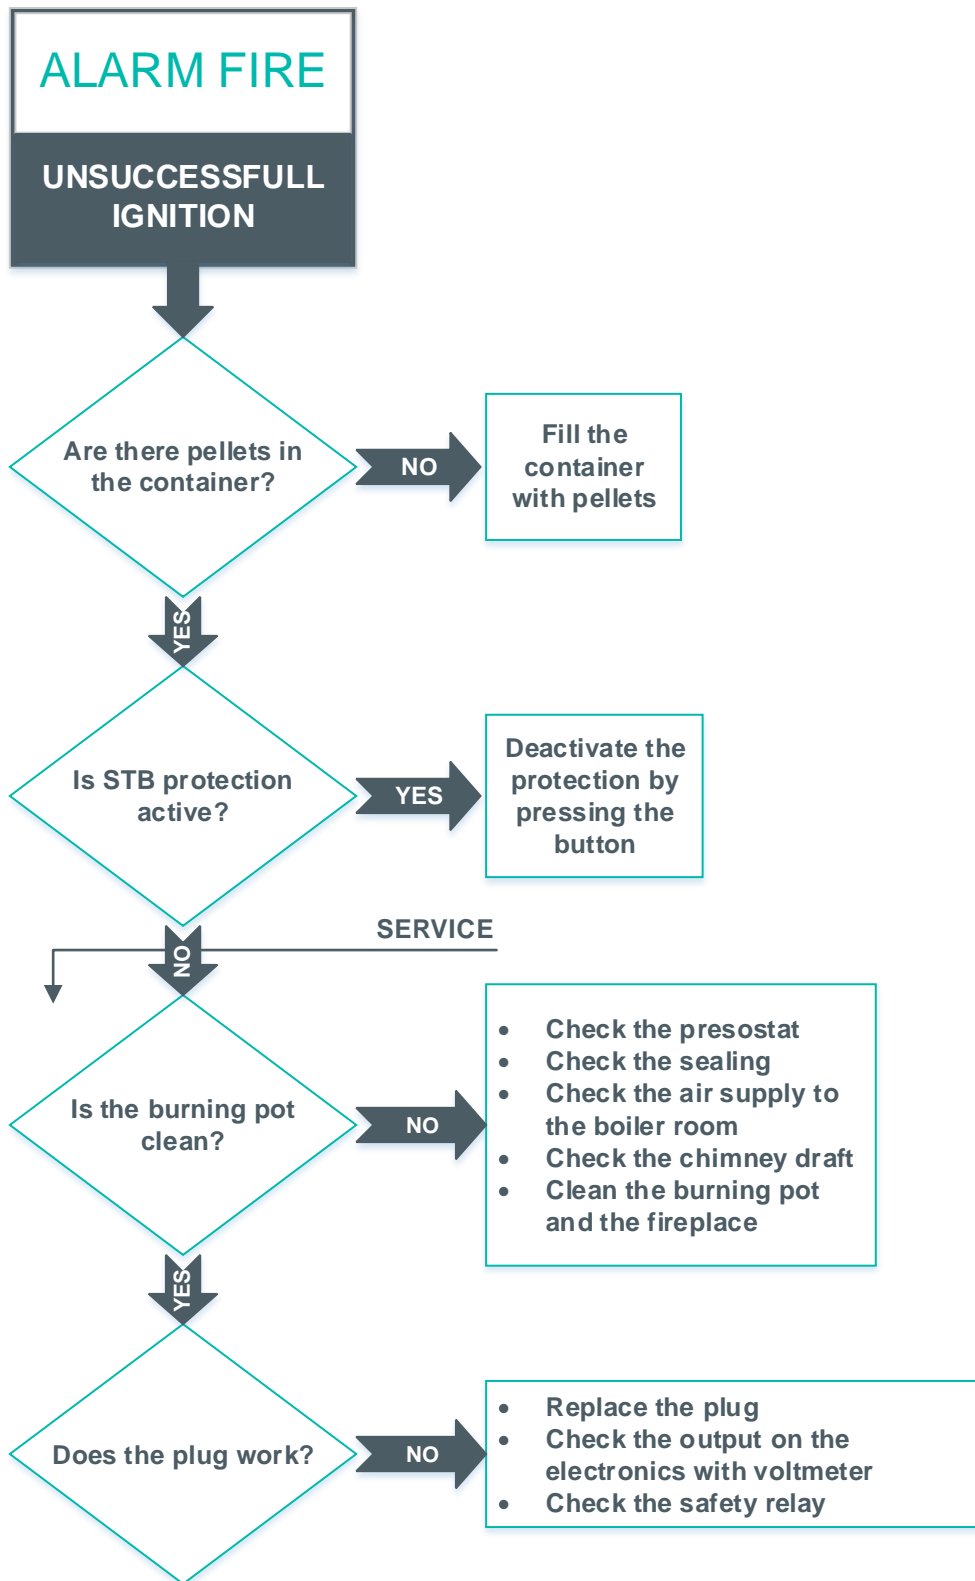 ALARM FIRE
UNSUCCESSFULL
IGNITION
Are there pellets in
the container?
NO
Fill the
container
with pellets
YES
Is STB protection
active?
YES
Deactivate the
protection by
pressing the
button
SERVICE
NO
Is the burning pot
clean?
NO
• Check the presostat
• Check the sealing
• Check the air supply to
the boiler room
• Check the chimney draft
• Clean the burning pot
and the fireplace
YES
Does the plug work?
NO
• Replace the plug
• Check the output on the
electronics with voltmeter
• Check the safety relay